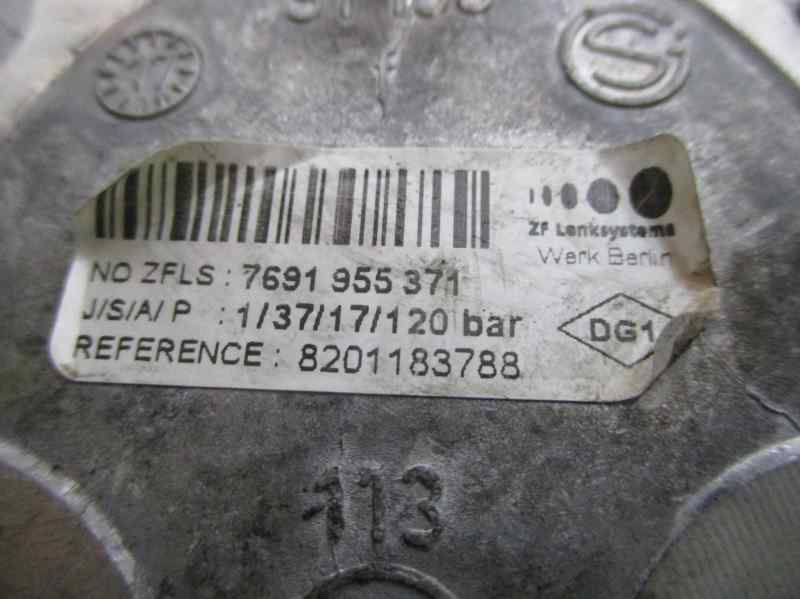 ZF Lenksysteme
Werk Berlin
NO ZFLS : 7691 955 371
J/S/A/ P : 1/37/17/120 bar
DG1
REFERENCE : 8201183788
113